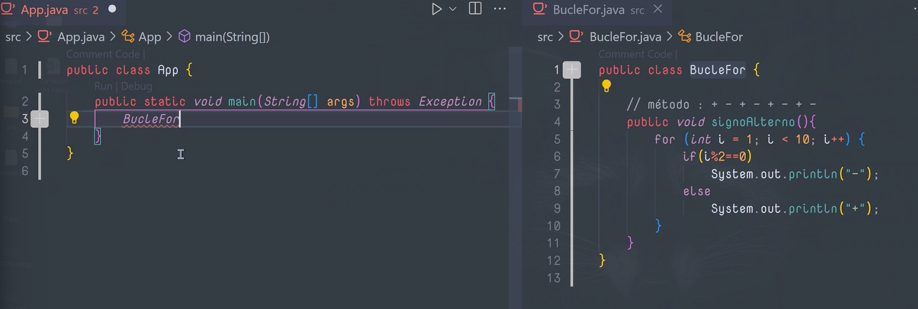 App.java src 2
src > App.java > App > main(String[])
Comment Code |
1 public class App {
Run | Debug
2 public static void main(String[] args) throws Exception {
3 BucleFor
4 }
5 }
6
BucleFor.java src
src > BucleFor.java > BucleFor
Comment Code |
1 public class BucleFor {
2
3 // método : + - + - + - + -
4 public void signoAlterno(){
5 for (int i = 1; i < 10; i++) {
6 if(i%2==0)
7 System.out.println("-");
8 else
9 System.out.println("+");
10 }
11 }
12 }
13